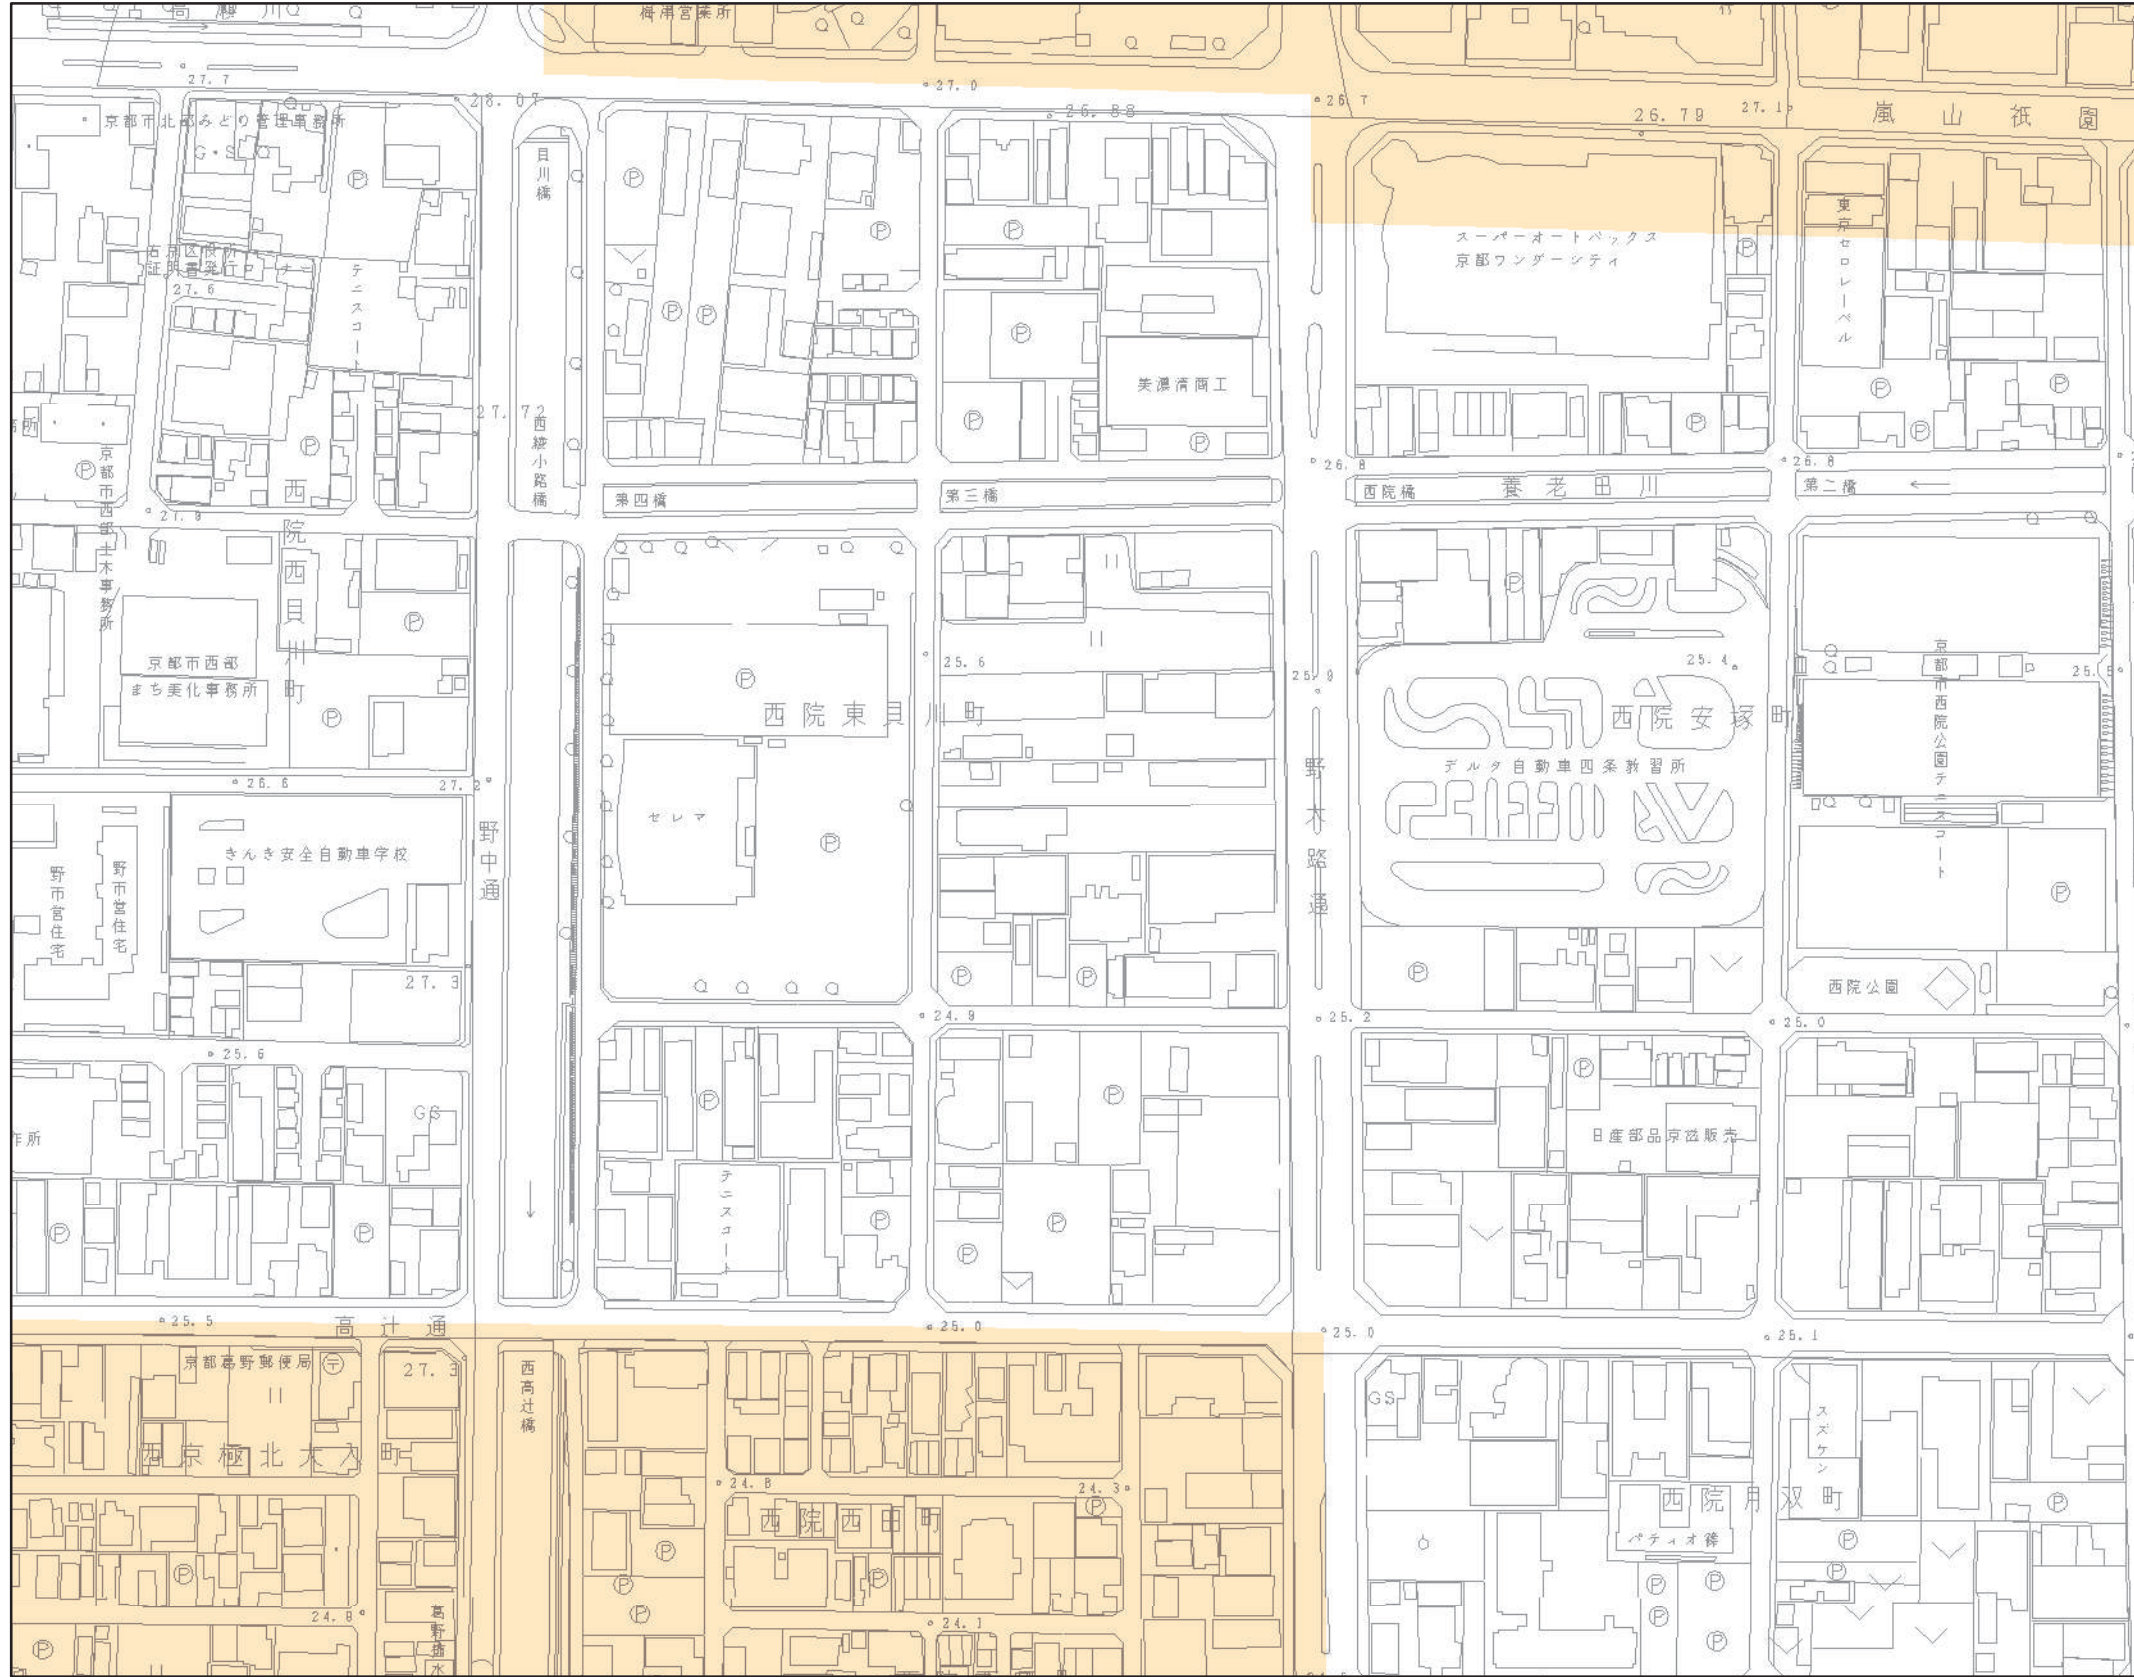 高瀬川
梅津営業所
27.7
28.07
27.0
26.88
26.7
26.79
27.1
嵐山祇園
京都市北部みどり管理事務所
G・S
貝川橋
右京区役所
証明書発行コーナー
27.6
テニスコート
スーパーオートバックス
京都ワンダーシティ
東京セロレーベル
美濃清商工
27.72
西綾小路橋
26.8
26.8
京都市西部土木事務所
第四橋
第三橋
西院橋
養老田川
第二橋
27.9
西院西貝川町
京都市西部
まち美化事務所
25.6
25.9
25.4
25.5
西院東貝川町
西院安塚町
京都市西院公園テニスコート
デルタ自動車四条教習所
26.6
27.2
野中通
セレマ
野大路通
きんき安全自動車学校
野市営住宅
野市営住宅
27.3
西院公園
24.9
25.2
25.0
25.6
GS
作所
日産部品京滋販売
テニスコート
25.5
高辻通
25.0
25.0
25.1
京都葛野郵便局
27.3
西高辻橋
GS
スズケン
西京極北大入町
24.8
24.3
西院西田町
西院月双町
パティオ篠
24.8
24.1